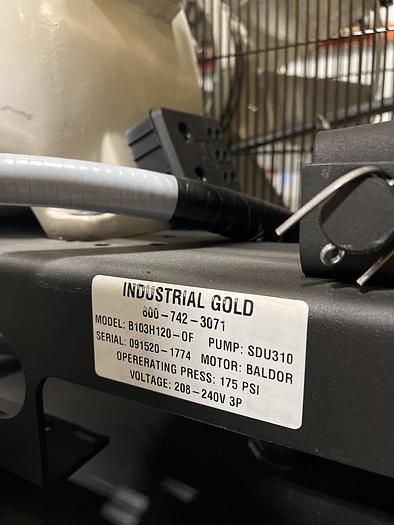 INDUSTRIAL GOLD
800-742-3071
MODEL: B103H120-OF PUMP: SDU310
SERIAL: 091520-1774 MOTOR: BALDOR
OPERERATING PRESS: 175 PSI
VOLTAGE: 208-240V 3P